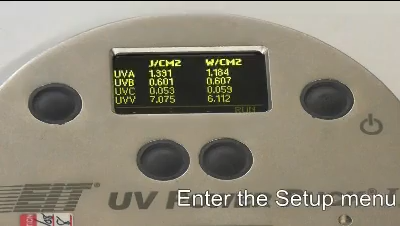 J/CM2 W/CM2
UVA 1.391 1.184
UVB 0.601 0.607
UVC 0.053 0.059
UVV 7.075 6.112
RUN
EIT® UV
Enter the Setup menu